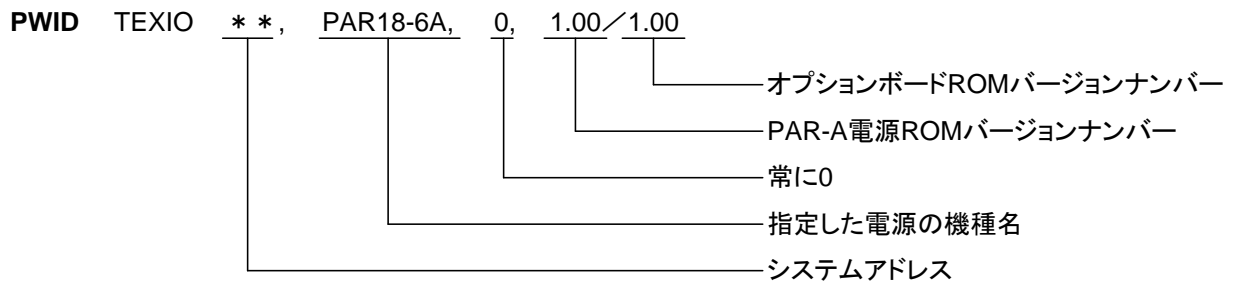 PWID TEXIO ＊＊, PAR18-6A, 0, 1.00／1.00
オプションボードROMバージョンナンバー
PAR-A電源ROMバージョンナンバー
常に0
指定した電源の機種名
システムアドレス